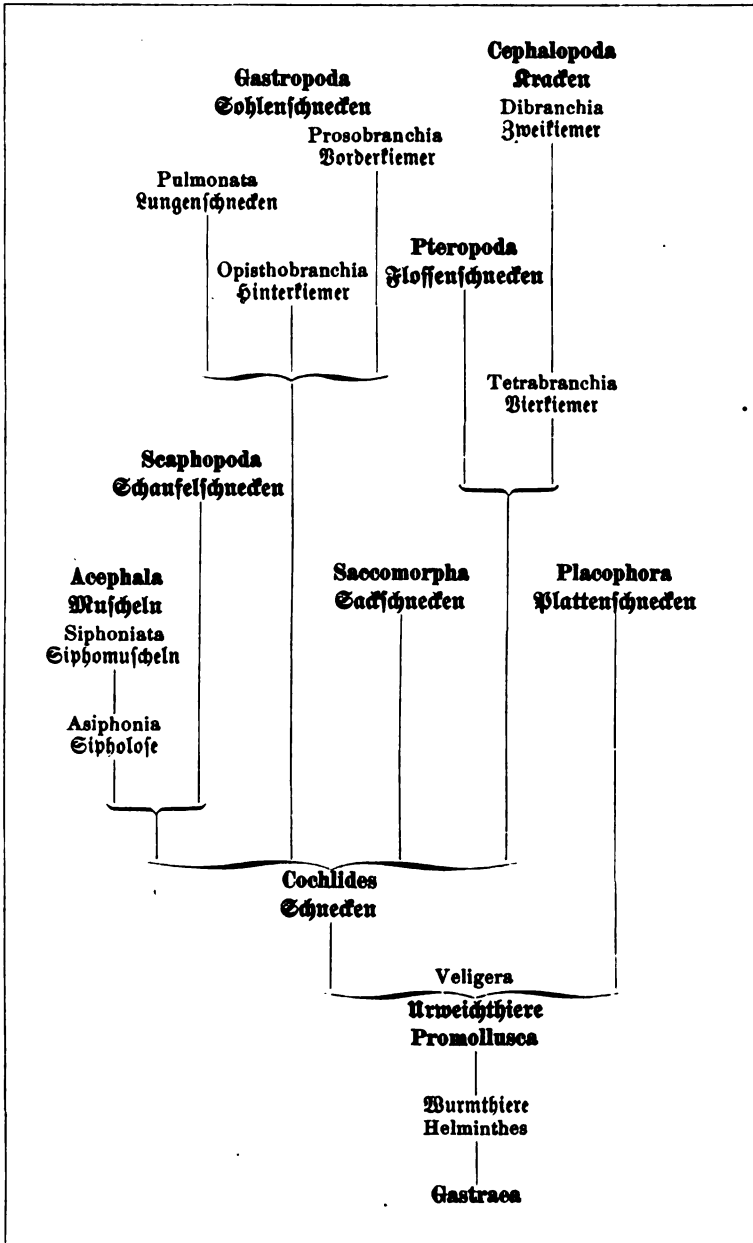 Cephalopoda
Kracken
Dibranchia
Zweikiemer
Gastropoda
Sohlenschnecken
Prosobranchia
Vorderkiemer
Pulmonata
Lungenschnecken
Opisthobranchia
Hinterkiemer
Pteropoda
Flossenschnecken
Tetrabranchia
Vierkiemer
Scaphopoda
Schaufelschnecken
Acephala
Muscheln
Siphoniata
Siphomuscheln
Asiphonia
Sipholose
Saccomorpha
Sackschnecken
Placophora
Plattenschnecken
Cochlides
Schnecken
Veligera
Urweichthiere
Promollusca
Wurmthiere
Helminthes
Gastraea